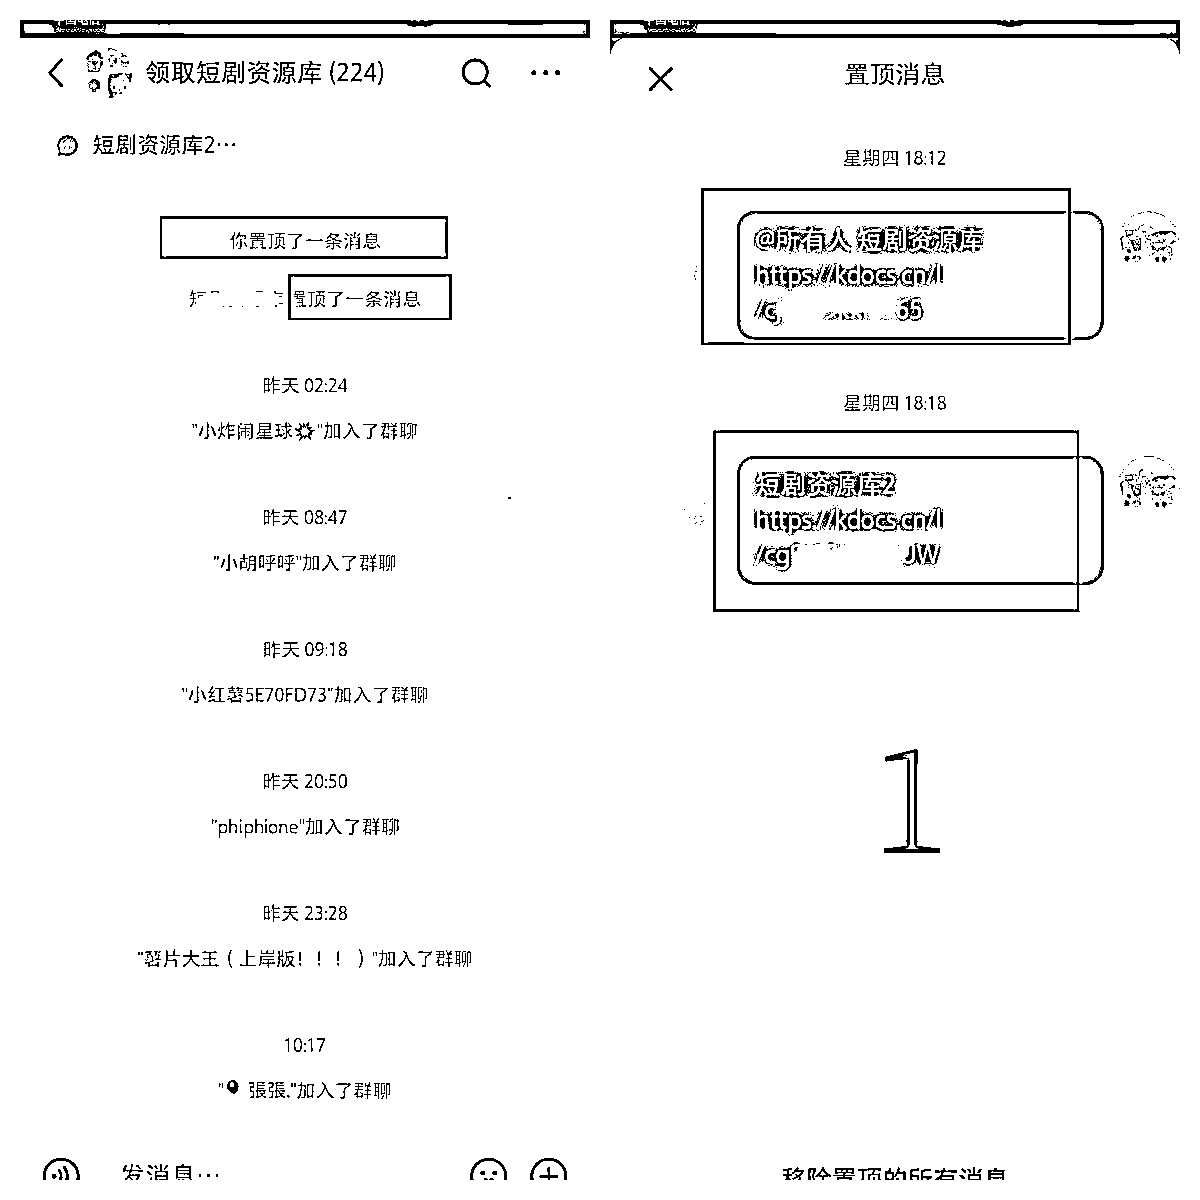 领取短剧资源库 (224)
短剧资源库2…
你置顶了一条消息
置顶了一条消息
昨天 02:24
"小炸闹星球💥"加入了群聊
昨天 08:47
"小胡呼呼"加入了群聊
昨天 09:18
"小红薯5E70FD73"加入了群聊
昨天 20:50
"phiphione"加入了群聊
昨天 23:28
"薯片大王（上岸版！！！）"加入了群聊
10:17
"张張."加入了群聊
发消息…
置顶消息
星期四 18:12
@所有人 短剧资源库
https://kdocs.cn/l
/c 65
星期四 18:18
短剧资源库2
https://kdocs.cn/l
/cg UW
1
移除置顶的所有消息